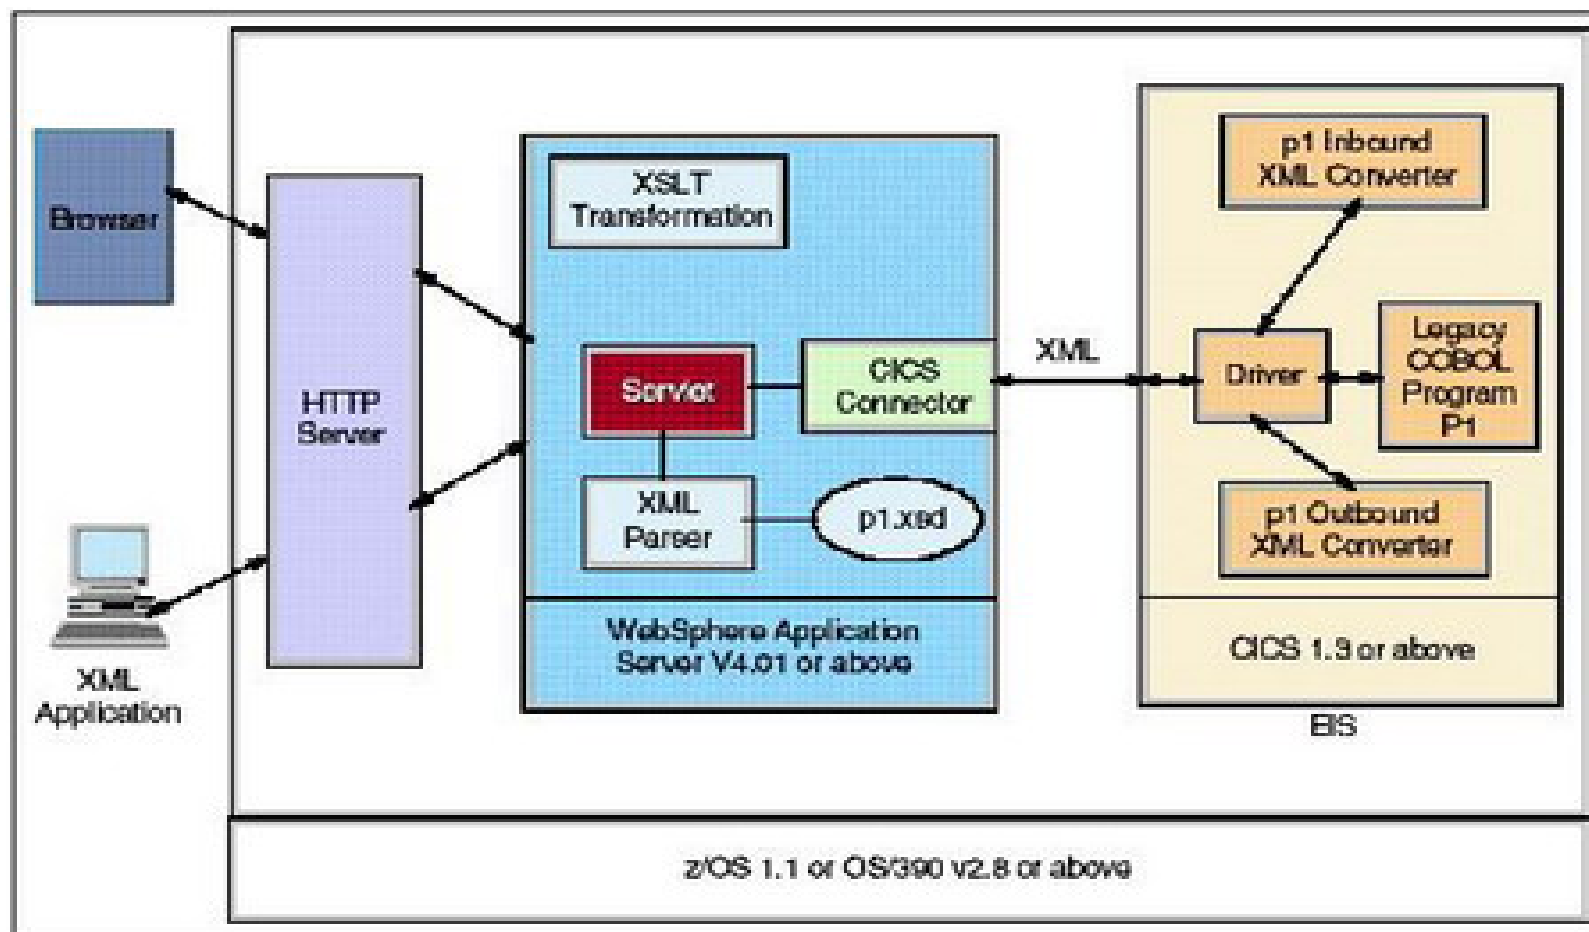 Browser
XML
Application
HTTP
Server
XSLT
Transformation
Servlet
CICS
Connector
XML
Parser
p1.xsd
WebSphere Application
Server V4.01 or above
XML
p1 Inbound
XML Converter
Driver
Legacy
COBOL
Program
P1
p1 Outbound
XML Converter
CICS 1.3 or above
EIS
z/OS 1.1 or OS/390 v2.8 or above